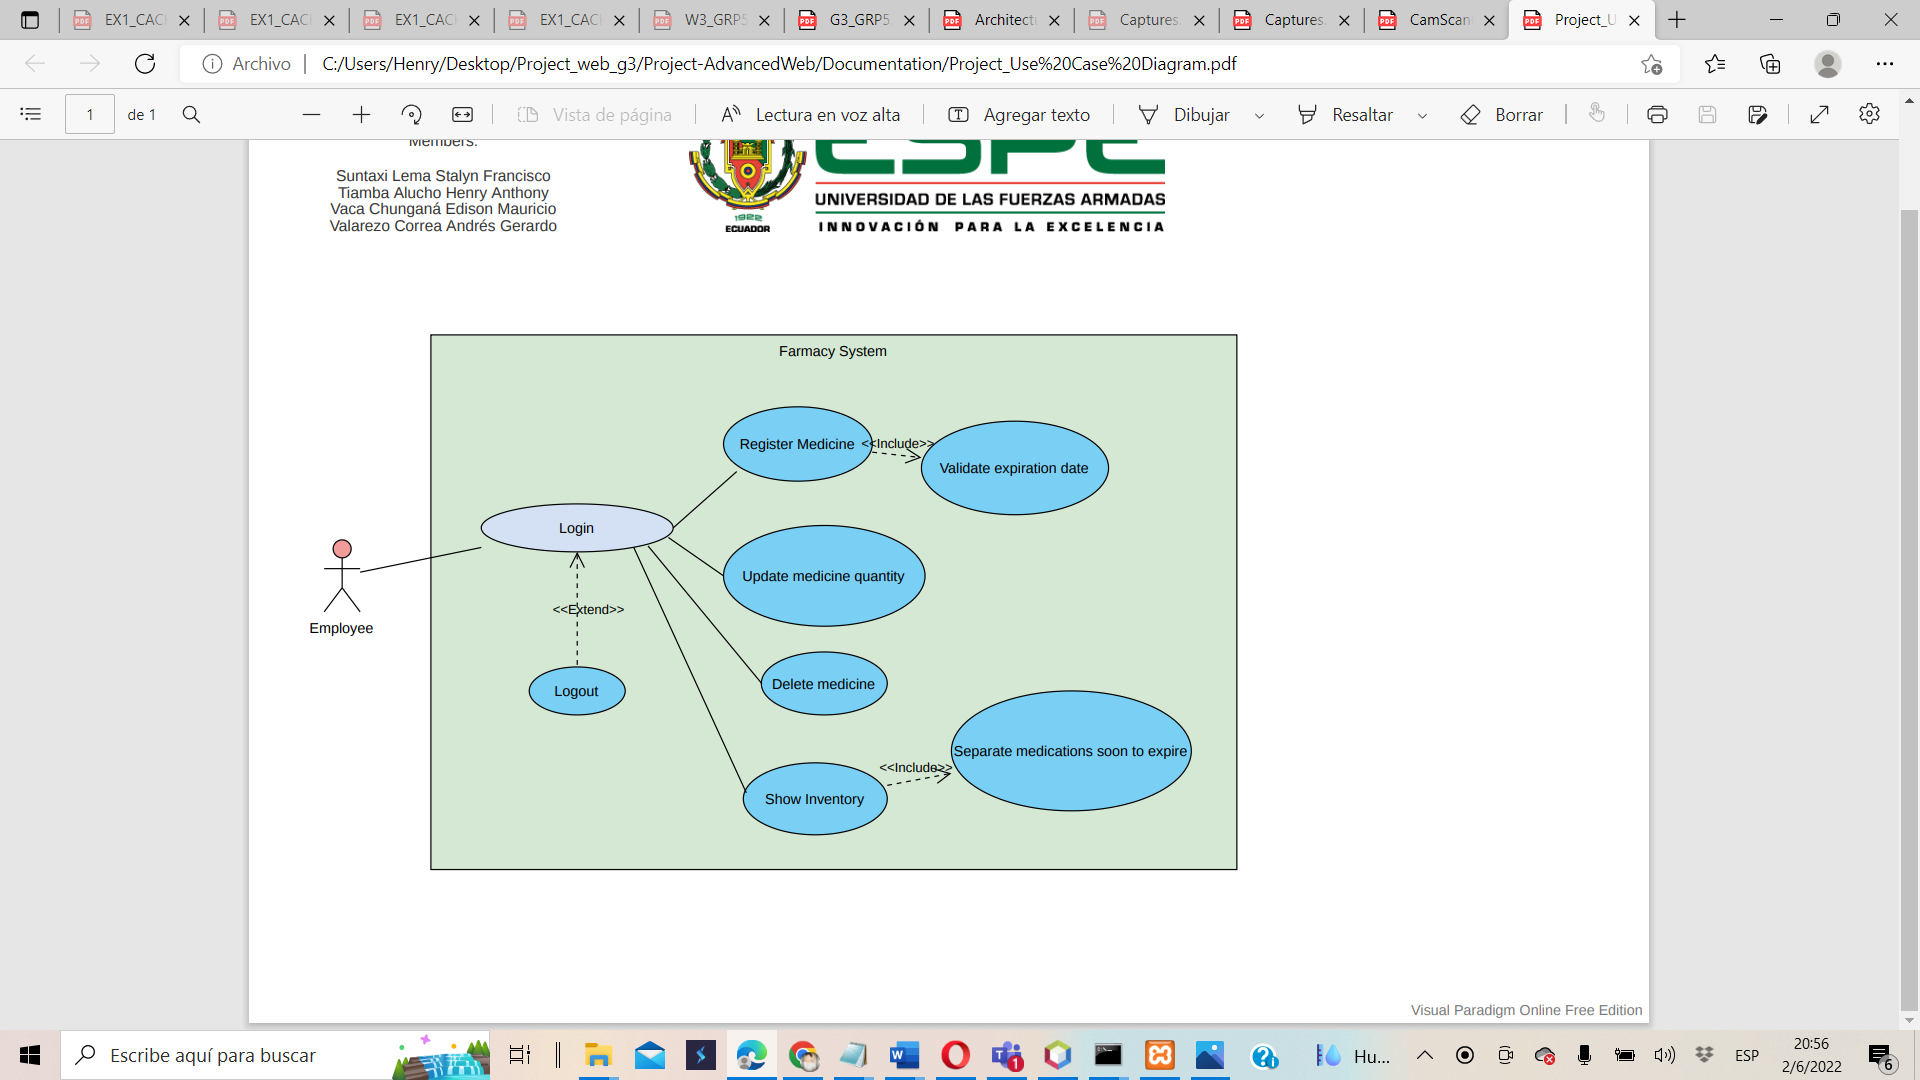 EX1_CAC
EX1_CAC
EX1_CAC
EX1_CAC
W3_GRP5
G3_GRP5
Architect
Captures.
Captures.
CamScan
Project_U
Archivo
C:/Users/Henry/Desktop/Project_web_g3/Project-AdvancedWeb/Documentation/Project_Use%20Case%20Diagram.pdf
1 de 1
Vista de página
Lectura en voz alta
Agregar texto
Dibujar
Resaltar
Borrar
Members:
Suntaxi Lema Stalyn Francisco
Tiamba Alucho Henry Anthony
Vaca Chunganá Edison Mauricio
Valarezo Correa Andrés Gerardo
1922
ECUADOR
ESPE
UNIVERSIDAD DE LAS FUERZAS ARMADAS
INNOVACIÓN PARA LA EXCELENCIA
Farmacy System
Register Medicine
<<Include>>
Validate expiration date
Login
Update medicine quantity
<<Extend>>
Employee
Logout
Delete medicine
Separate medications soon to expire
<<Include>>
Show Inventory
Visual Paradigm Online Free Edition
Escribe aquí para buscar
Hu...
ESP
20:56
2/6/2022
6
1